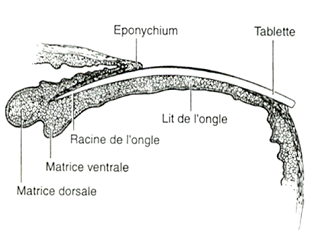 Eponychium
Tablette
Lit de l'ongle
Racine de l'ongle
Matrice ventrale
Matrice dorsale